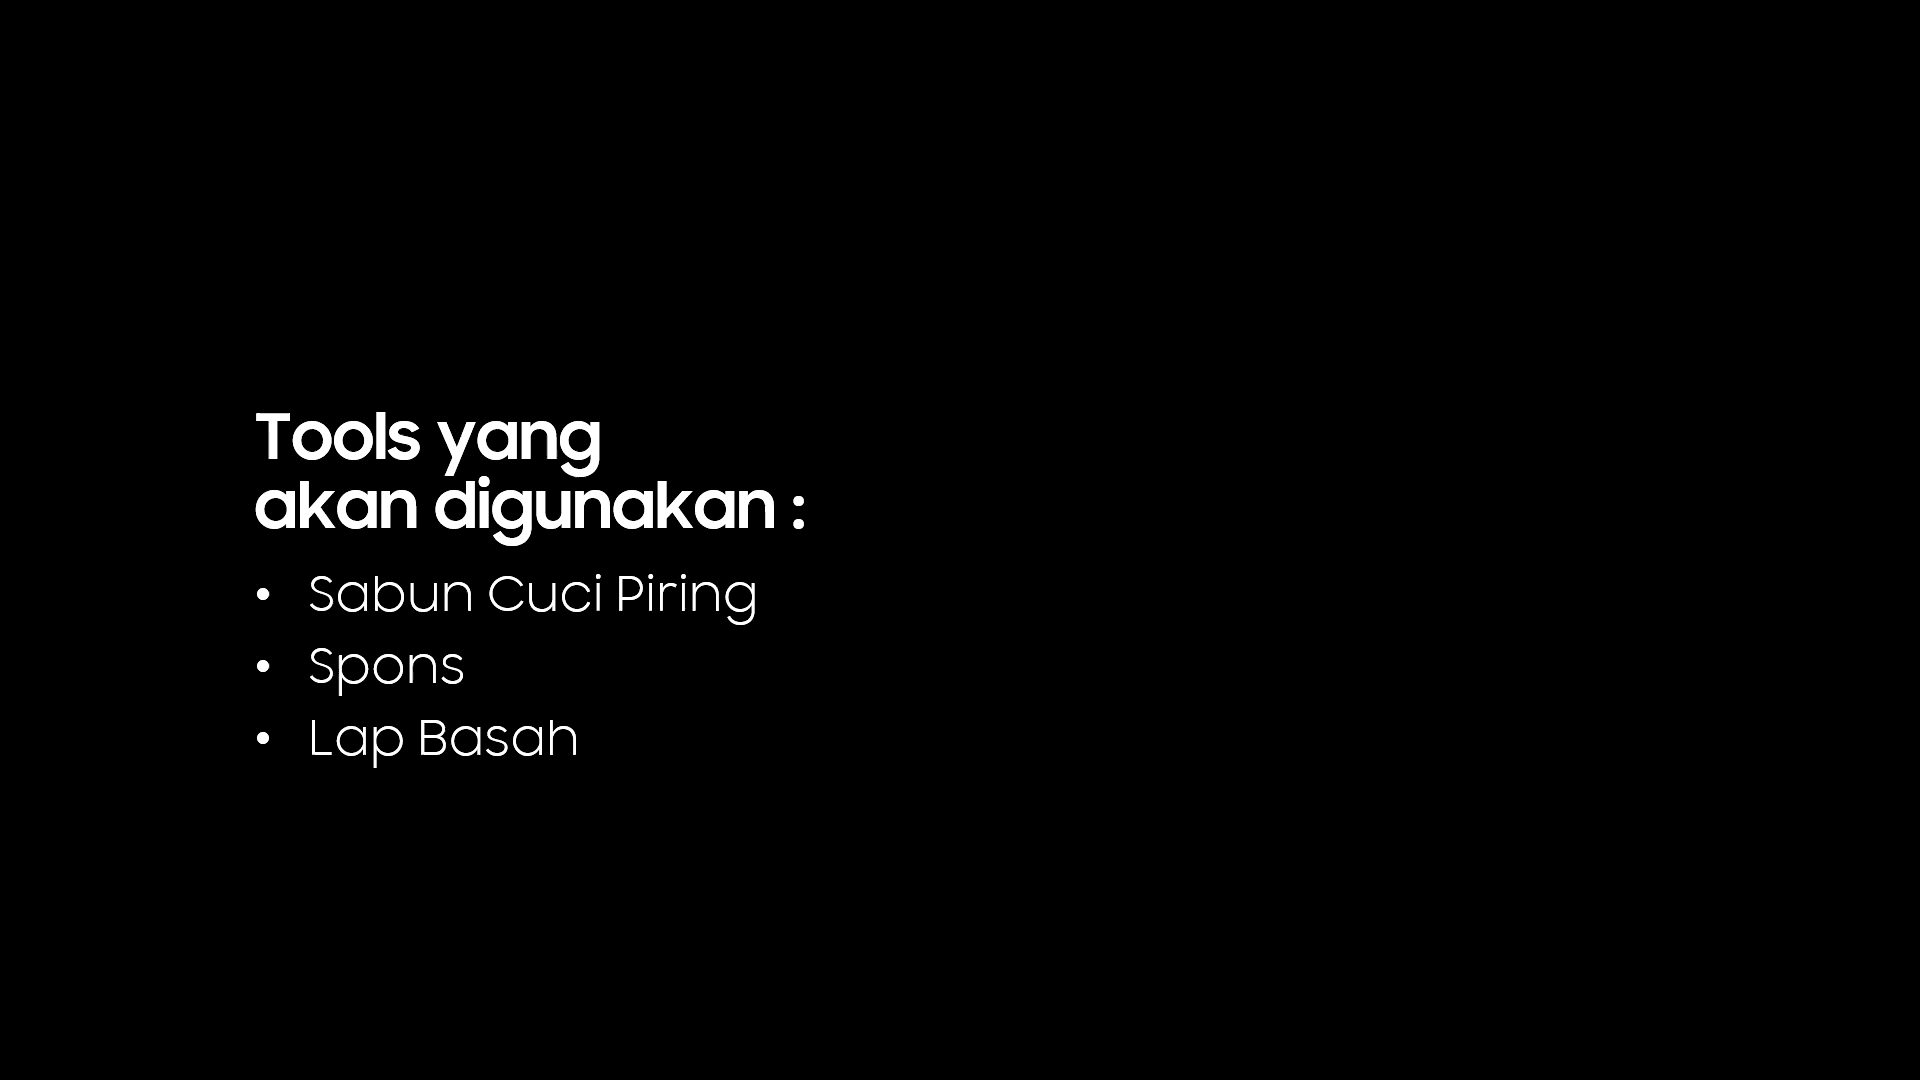 Tools yang
akan digunakan :
• Sabun Cuci Piring
• Spons
• Lap Basah